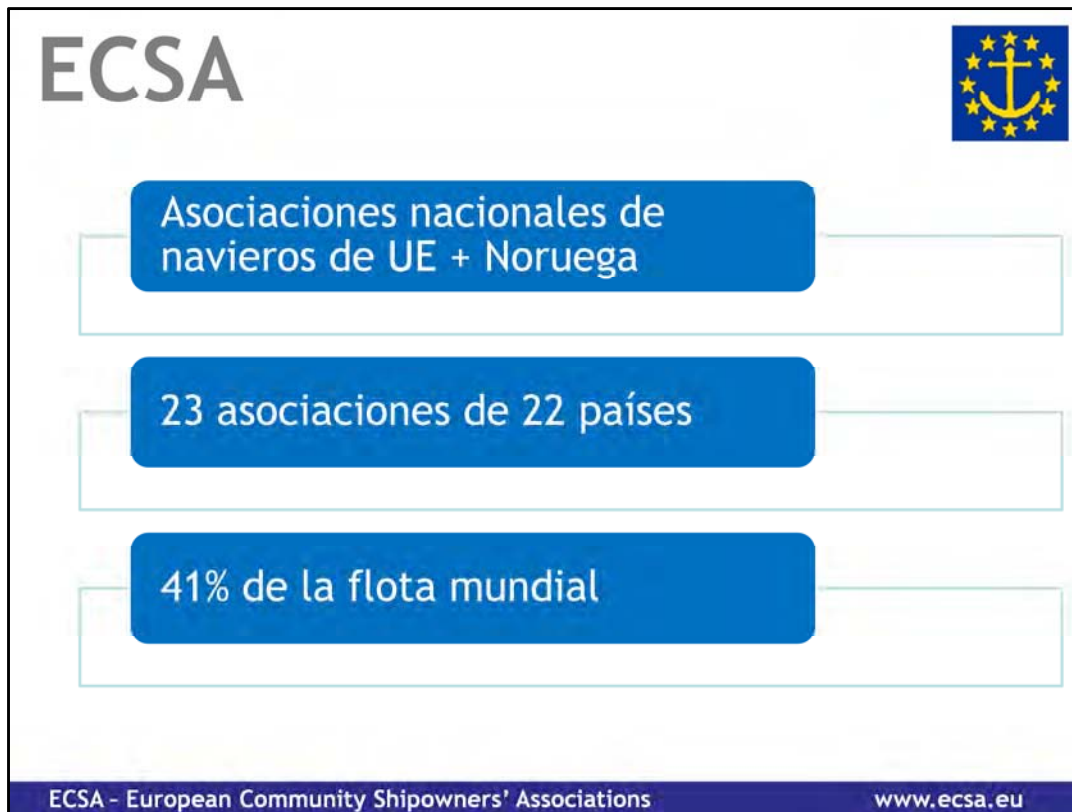 ECSA
Asociaciones nacionales de
navieros de UE + Noruega
23 asociaciones de 22 países
41% de la flota mundial
ECSA – European Community Shipowners' Associations
www.ecsa.eu